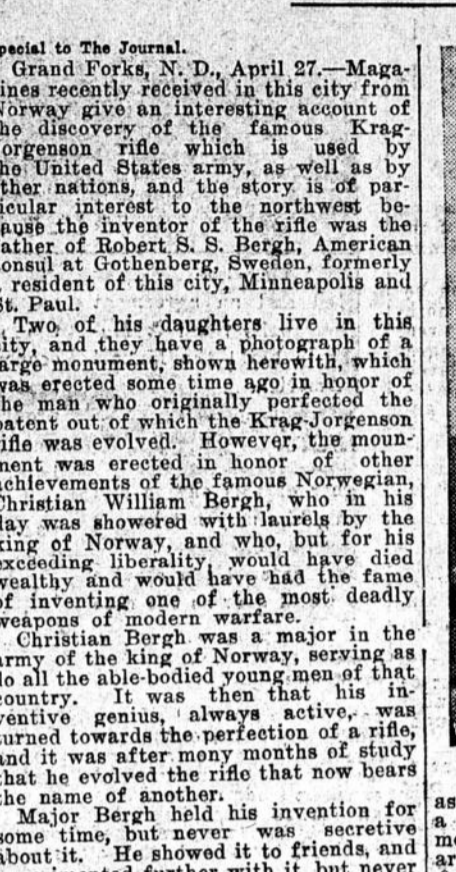 pecial to The Journal.
Grand Forks, N. D., April 27.—Maga-
ines recently received in this city from
Norway give an interesting account of
he discovery of the famous Krag-
orgenson rifle which is used by
he United States army, as well as by
ther nations, and the story is of par-
icular interest to the northwest be-
ause the inventor of the rifle was the
ather of Robert S. S. Bergh, American
onsul at Gothenberg, Sweden, formerly
resident of this city, Minneapolis and
St. Paul.
Two of his daughters live in this
ity, and they have a photograph of a
arge monument, shown herewith, which
was erected some time ago in honor of
he man who originally perfected the
patent out of which the Krag-Jorgenson
ifle was evolved. However, the moun-
ment was erected in honor of other
achievements of the famous Norwegian,
Christian William Bergh, who in his
day was showered with laurels by the
king of Norway, and who, but for his
exceeding liberality, would have died
wealthy and would have had the fame
of inventing one of the most deadly
weapons of modern warfare.
Christian Bergh was a major in the
army of the king of Norway, serving as
do all the able-bodied young men of that
country. It was then that his in-
ventive genius, always active, was
turned towards the perfection of a rifle,
and it was after mony months of study
that he evolved the rifle that now bears
the name of another.
Major Bergh held his invention for
some time, but never was secretive
about it. He showed it to friends, and
further with it, but never
as
a
me
ar